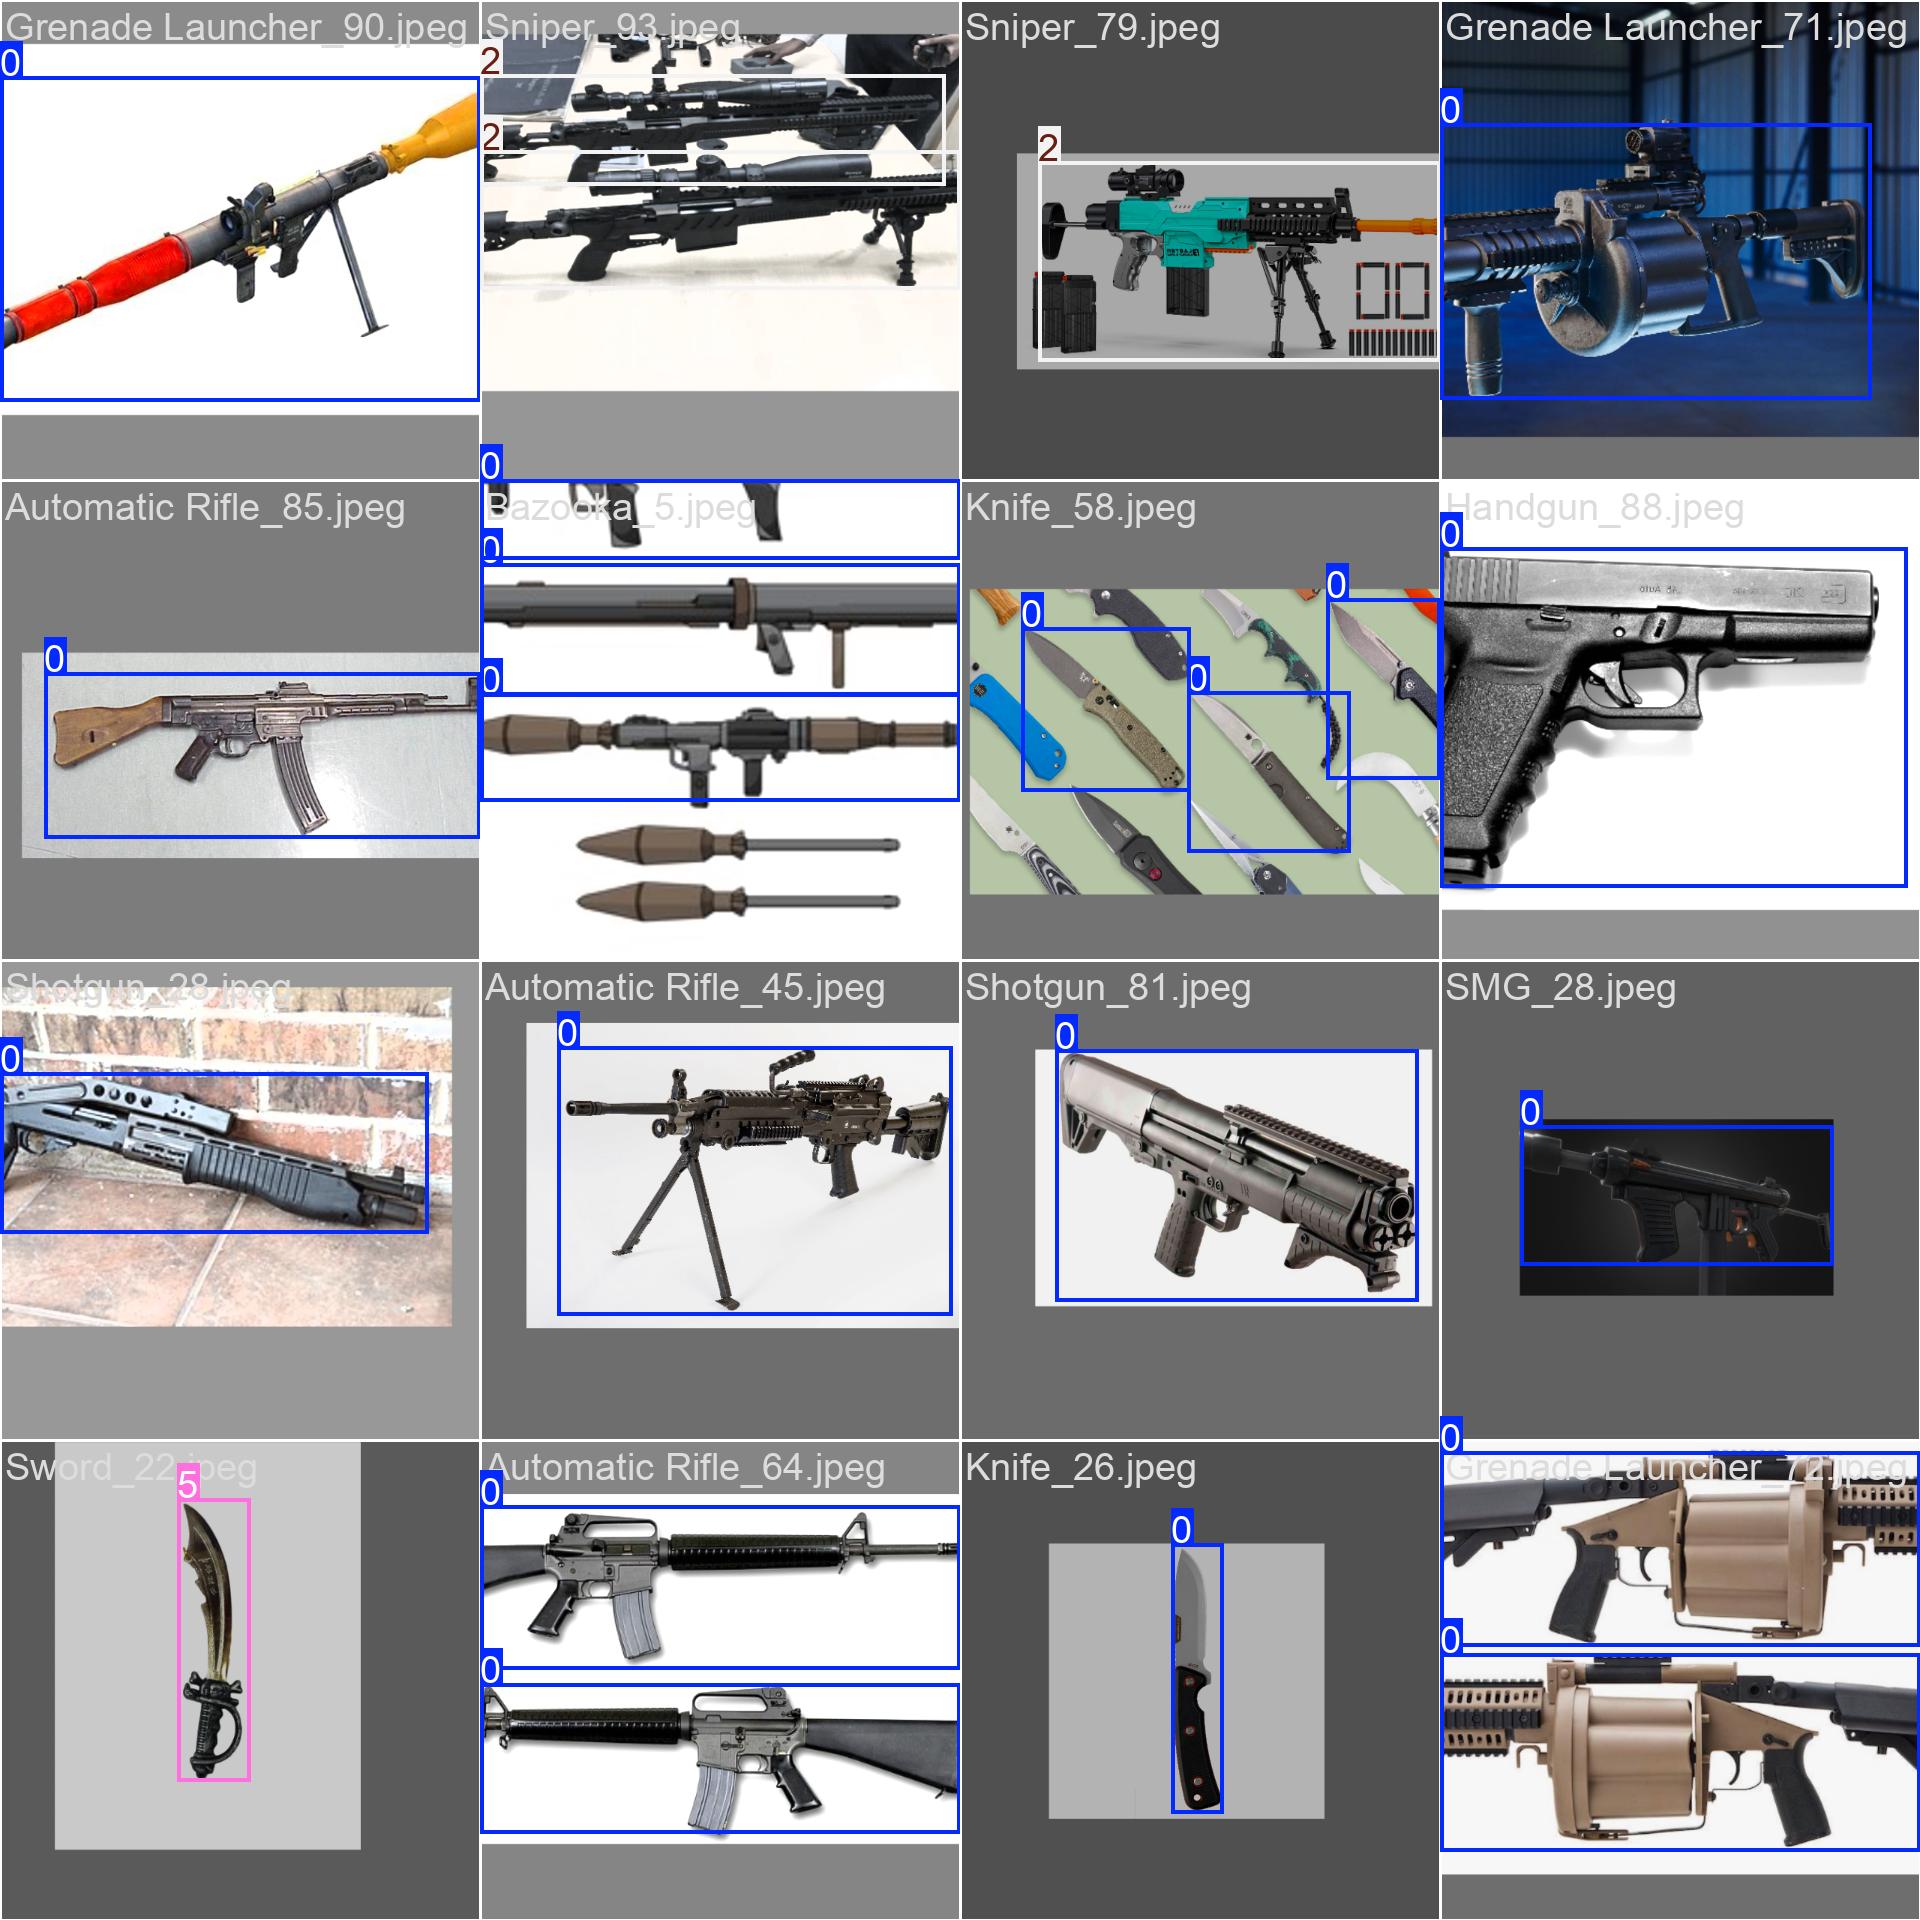 Grenade Launcher_90.jpeg
0
Sniper_93.jpeg
2
2
Sniper_79.jpeg
2
Grenade Launcher_71.jpeg
0
Automatic Rifle_85.jpeg
0
0
Bazooka_5.jpeg
0
0
Knife_58.jpeg
0
0
0
Handgun_88.jpeg
0
Shotgun_28.jpeg
0
Automatic Rifle_45.jpeg
0
Shotgun_81.jpeg
0
SMG_28.jpeg
0
Sword_22.jpeg
5
Automatic Rifle_64.jpeg
0
0
Knife_26.jpeg
0
0
Grenade Launcher_72.jpeg
0